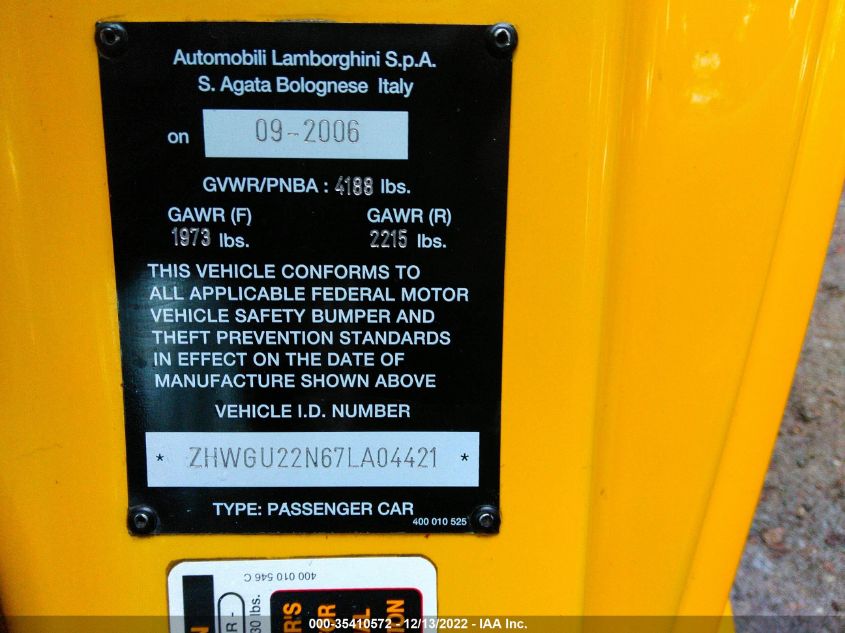 Automobili Lamborghini S.p.A.
S. Agata Bolognese Italy
on 09-2006
GVWR/PNBA : 4188 lbs.
GAWR (F) GAWR (R)
1973 lbs. 2215 lbs.
THIS VEHICLE CONFORMS TO
ALL APPLICABLE FEDERAL MOTOR
VEHICLE SAFETY BUMPER AND
THEFT PREVENTION STANDARDS
IN EFFECT ON THE DATE OF
MANUFACTURE SHOWN ABOVE
VEHICLE I.D. NUMBER
* ZHWGU22N67LA04421 *
TYPE: PASSENGER CAR
400 010 525
400 010 546 C
30 lbs.
000-35410572 - 12/13/2022 - IAA Inc.